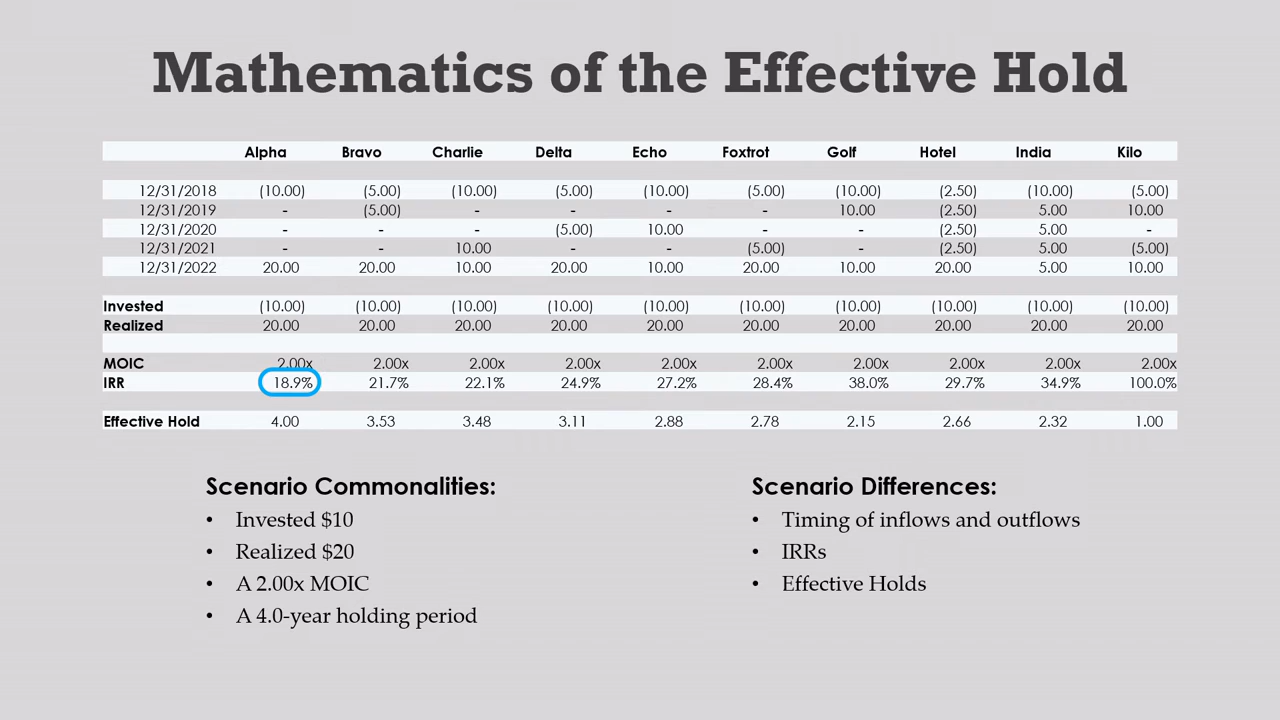 Mathematics of the Effective Hold
Alpha Bravo Charlie Delta Echo Foxtrot Golf Hotel India Kilo
12/31/2018 (10.00) (5.00) (10.00) (5.00) (10.00) (5.00) (10.00) (2.50) (10.00) (5.00)
12/31/2019 - (5.00) - - - - 10.00 (2.50) 5.00 10.00
12/31/2020 - - - (5.00) 10.00 - - (2.50) 5.00 -
12/31/2021 - - 10.00 - - (5.00) - (2.50) 5.00 (5.00)
12/31/2022 20.00 20.00 10.00 20.00 10.00 20.00 10.00 20.00 5.00 10.00
Invested (10.00) (10.00) (10.00) (10.00) (10.00) (10.00) (10.00) (10.00) (10.00) (10.00)
Realized 20.00 20.00 20.00 20.00 20.00 20.00 20.00 20.00 20.00 20.00
MOIC 2.00x 2.00x 2.00x 2.00x 2.00x 2.00x 2.00x 2.00x 2.00x 2.00x
IRR 18.9% 21.7% 22.1% 24.9% 27.2% 28.4% 38.0% 29.7% 34.9% 100.0%
Effective Hold 4.00 3.53 3.48 3.11 2.88 2.78 2.15 2.66 2.32 1.00
Scenario Commonalities:
• Invested $10
• Realized $20
• A 2.00x MOIC
• A 4.0-year holding period
Scenario Differences:
• Timing of inflows and outflows
• IRRs
• Effective Holds